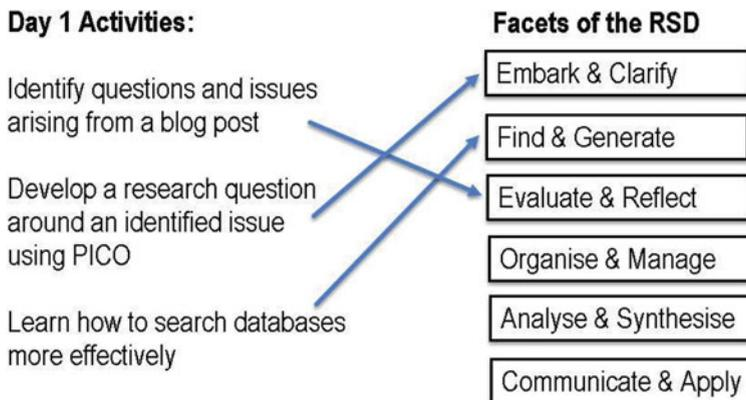 Day 1 Activities:
Identify questions and issues
arising from a blog post
Develop a research question
around an identified issue
using PICO
Learn how to search databases
more effectively
Facets of the RSD
Embark & Clarify
Find & Generate
Evaluate & Reflect
Organise & Manage
Analyse & Synthesise
Communicate & Apply